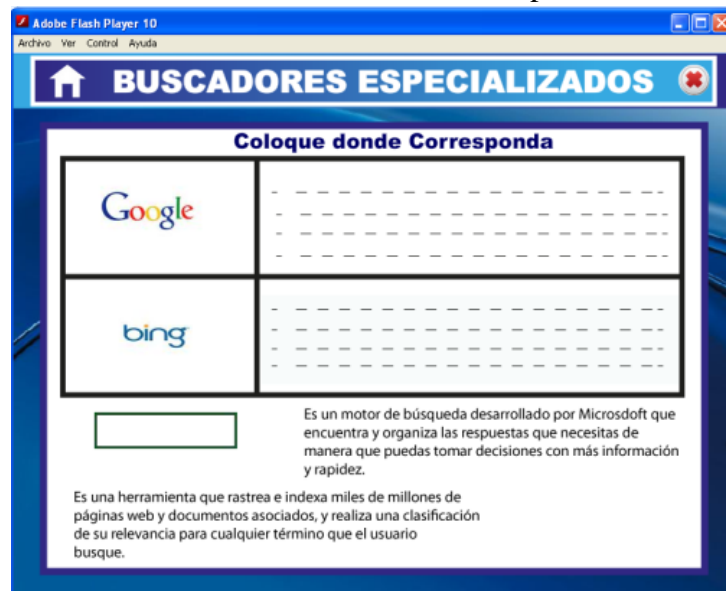 Adobe Flash Player 10
Archivo Ver Control Ayuda
BUSCADORES ESPECIALIZADOS
Coloque donde Corresponda
Google
bing
Es un motor de búsqueda desarrollado por Microsdoft que
encuentra y organiza las respuestas que necesitas de
manera que puedas tomar decisiones con más información
y rapidez.
Es una herramienta que rastrea e indexa miles de millones de
páginas web y documentos asociados, y realiza una clasificación
de su relevancia para cualquier término que el usuario
busque.